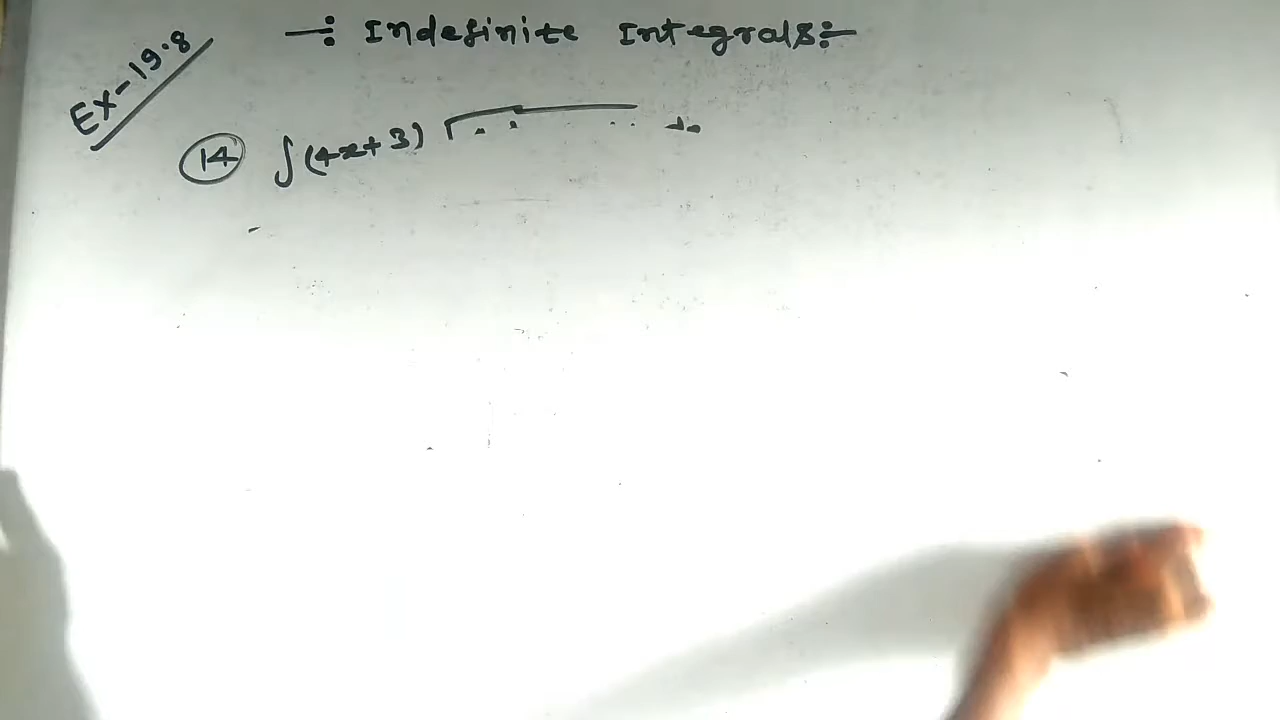 -: Indefinite Integrals:-
Ex-19.8
14 ∫(4x+3) √